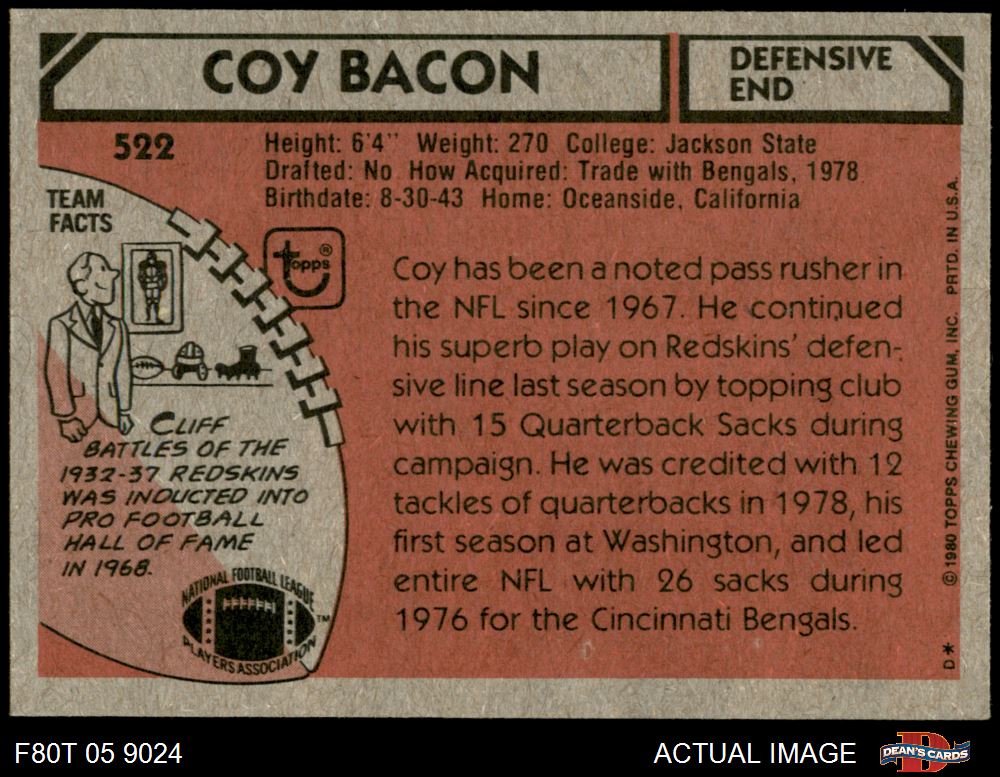 COY BACON
DEFENSIVE
END
522
Height: 6'4" Weight: 270 College: Jackson State
Drafted: No How Acquired: Trade with Bengals, 1978
Birthdate: 8-30-43 Home: Oceanside, California
TEAM
FACTS
topps®
Coy has been a noted pass rusher in
the NFL since 1967. He continued
his superb play on Redskins' defen-
sive line last season by topping club
with 15 Quarterback Sacks during
campaign. He was credited with 12
tackles of quarterbacks in 1978, his
first season at Washington, and led
entire NFL with 26 sacks during
1976 for the Cincinnati Bengals.
CLIFF
BATTLES OF THE
1932-37 REDSKINS
WAS INDUCTED INTO
PRO FOOTBALL
HALL OF FAME
IN 1968.
NATIONAL FOOTBALL LEAGUE
PLAYERS ASSOCIATION
TM
D* © 1980 TOPPS CHEWING GUM, INC. PRTD. IN U.S.A.
F80T 05 9024
ACTUAL IMAGE
DEAN'S CARDS